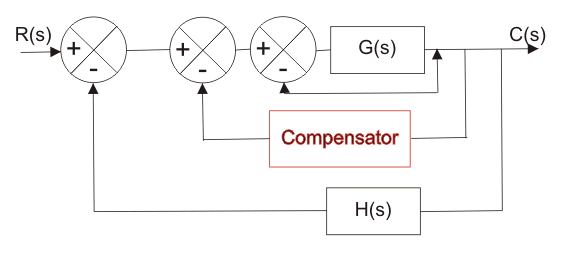 R(s)
+
-
+
-
+
-
G(s)
C(s)
Compensator
H(s)